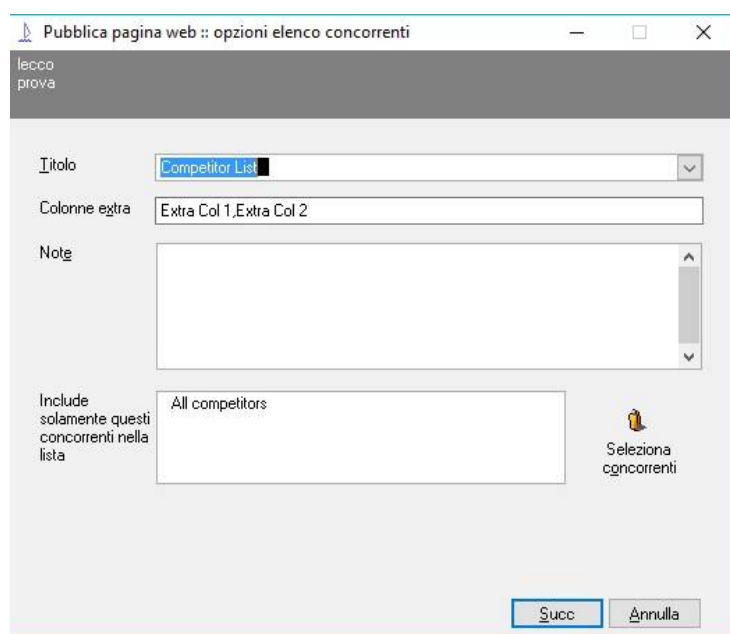 Pubblica pagina web :: opzioni elenco concorrenti
lecco
prova
Titolo
Competitor List
Colonne extra
Extra Col 1,Extra Col 2
Note
Include
solamente questi
concorrenti nella
lista
All competitors
Seleziona
concorrenti
Succ
Annulla